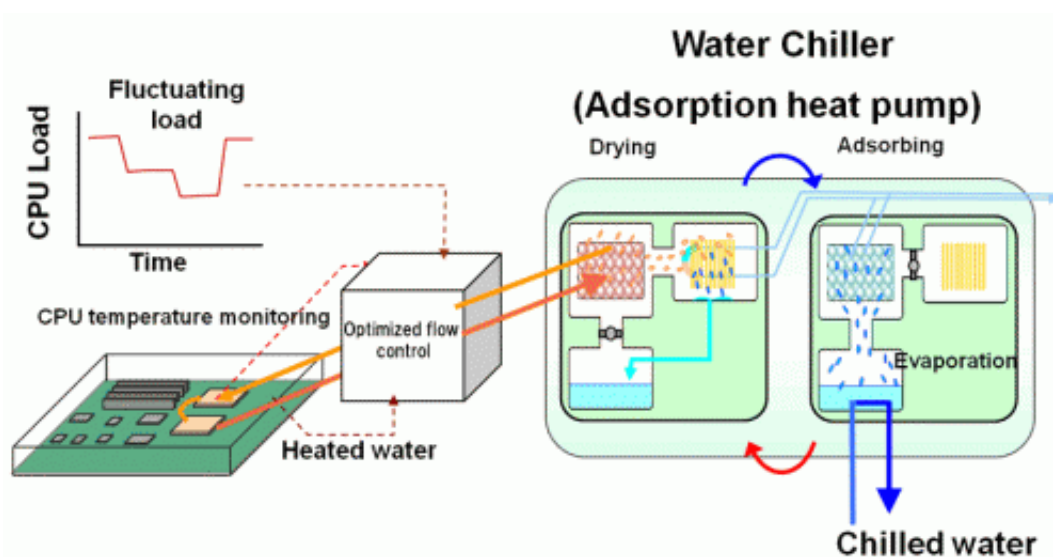 Water Chiller
(Adsorption heat pump)
Fluctuating
load
CPU Load
Time
Drying
Adsorbing
CPU temperature monitoring
Optimized flow
control
Heated water
Evaporation
Chilled water